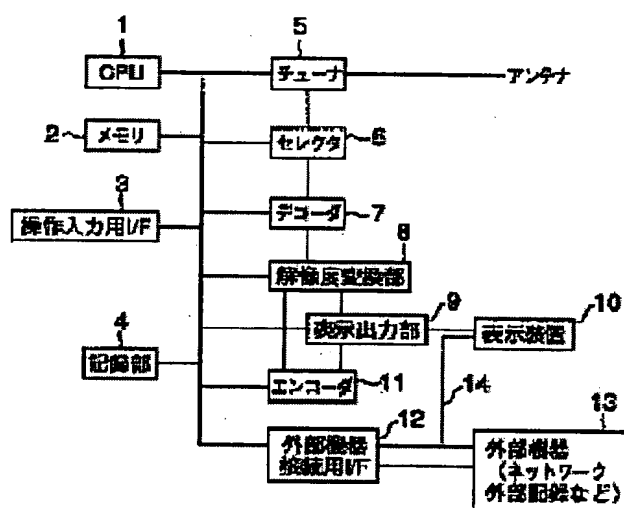 1
5
CPU
チューナ
アンテナ
2
メモリ
セレクタ
6
3
デコーダ
7
操作入力用I/F
8
解像度変換部
9
10
表示出力部
表示装置
4
記録部
エンコーダ
11
14
12
13
外部機器
接続用I/F
外部機器
(ネットワーク
外部記録など)